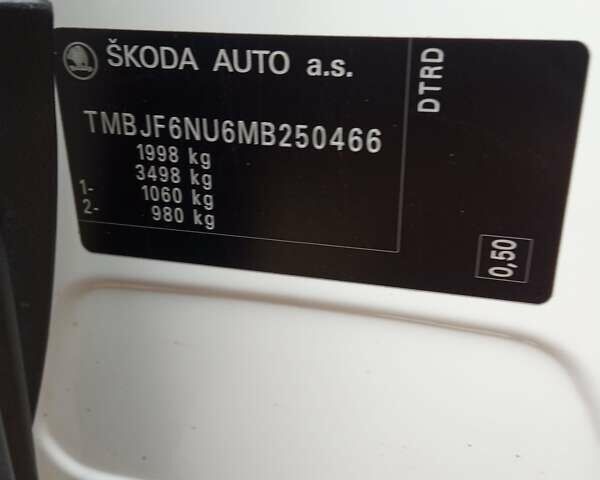 ŠKODA AUTO a.s.
TMBJF6NU6MB250466
1998 kg
3498 kg
1- 1060 kg
2- 980 kg
DTRD
0,50